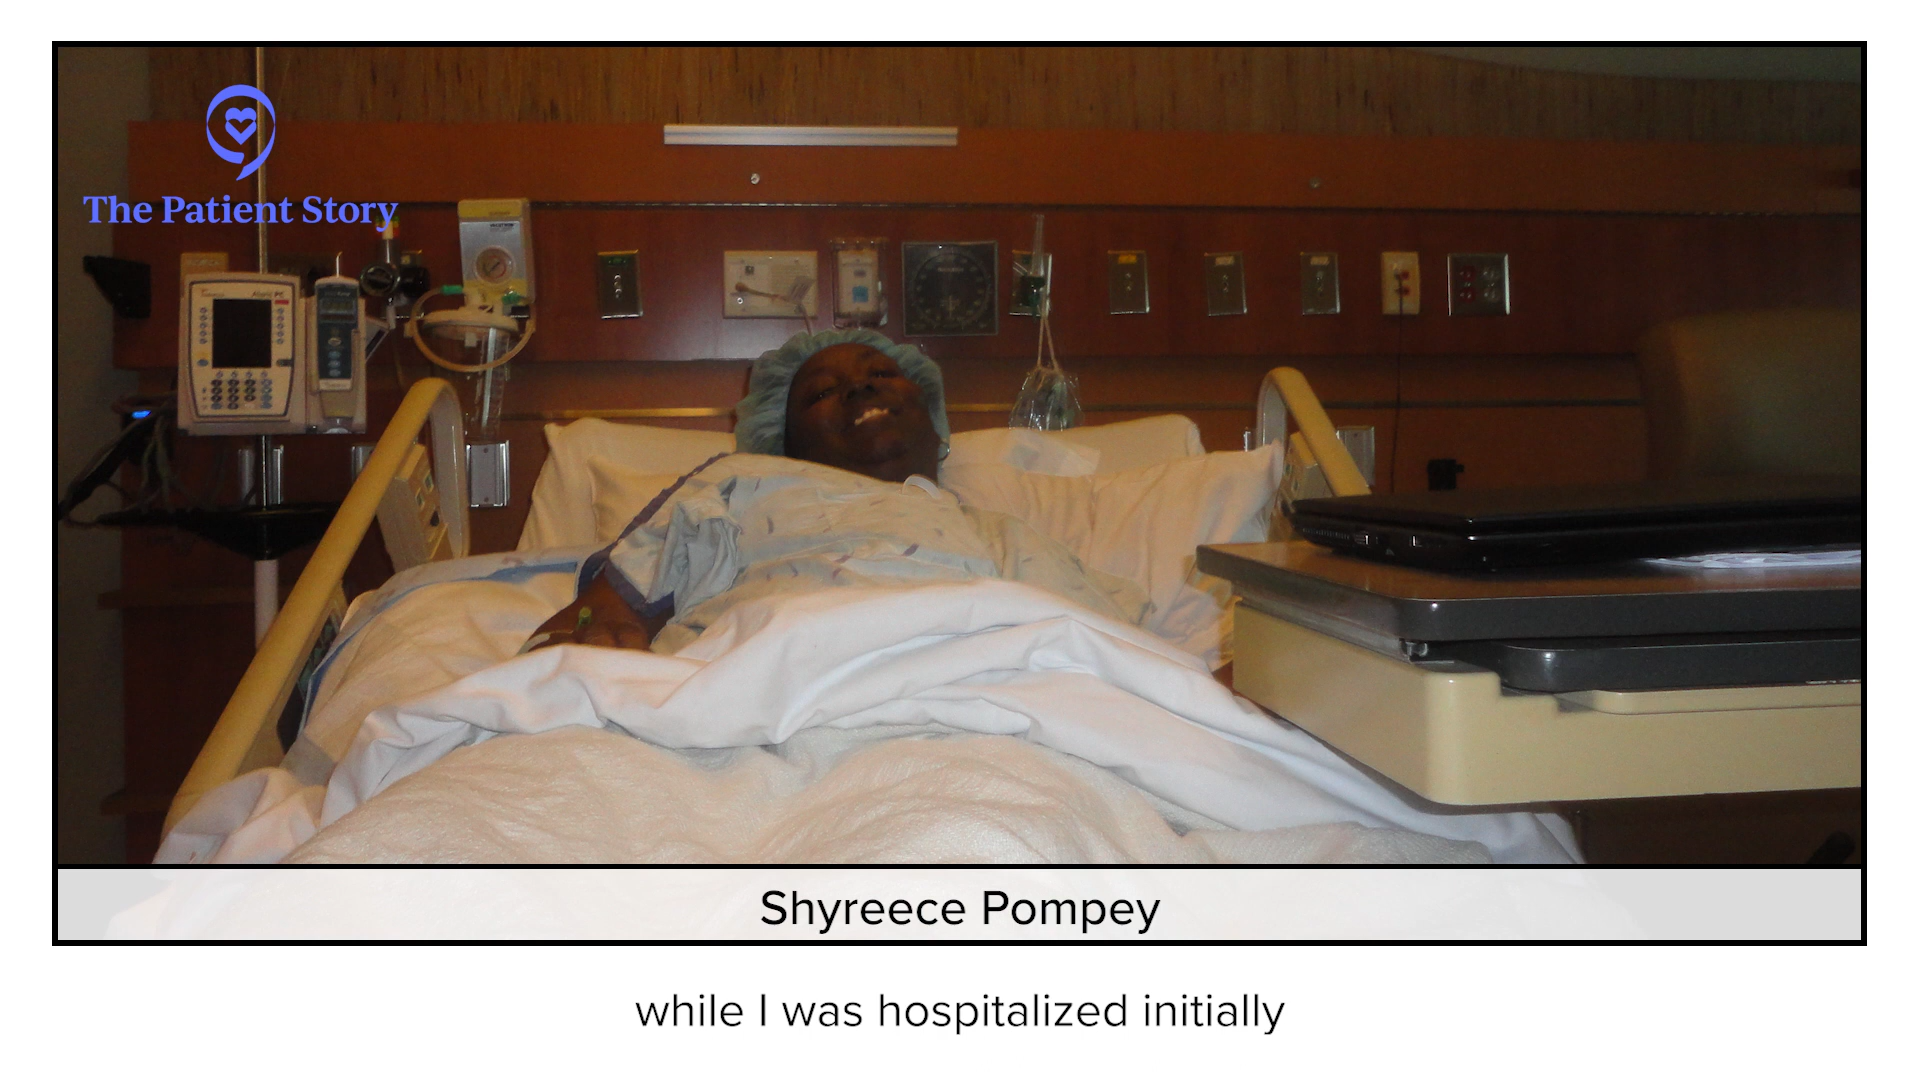 The Patient Story
Shyreece Pompey
while I was hospitalized initially